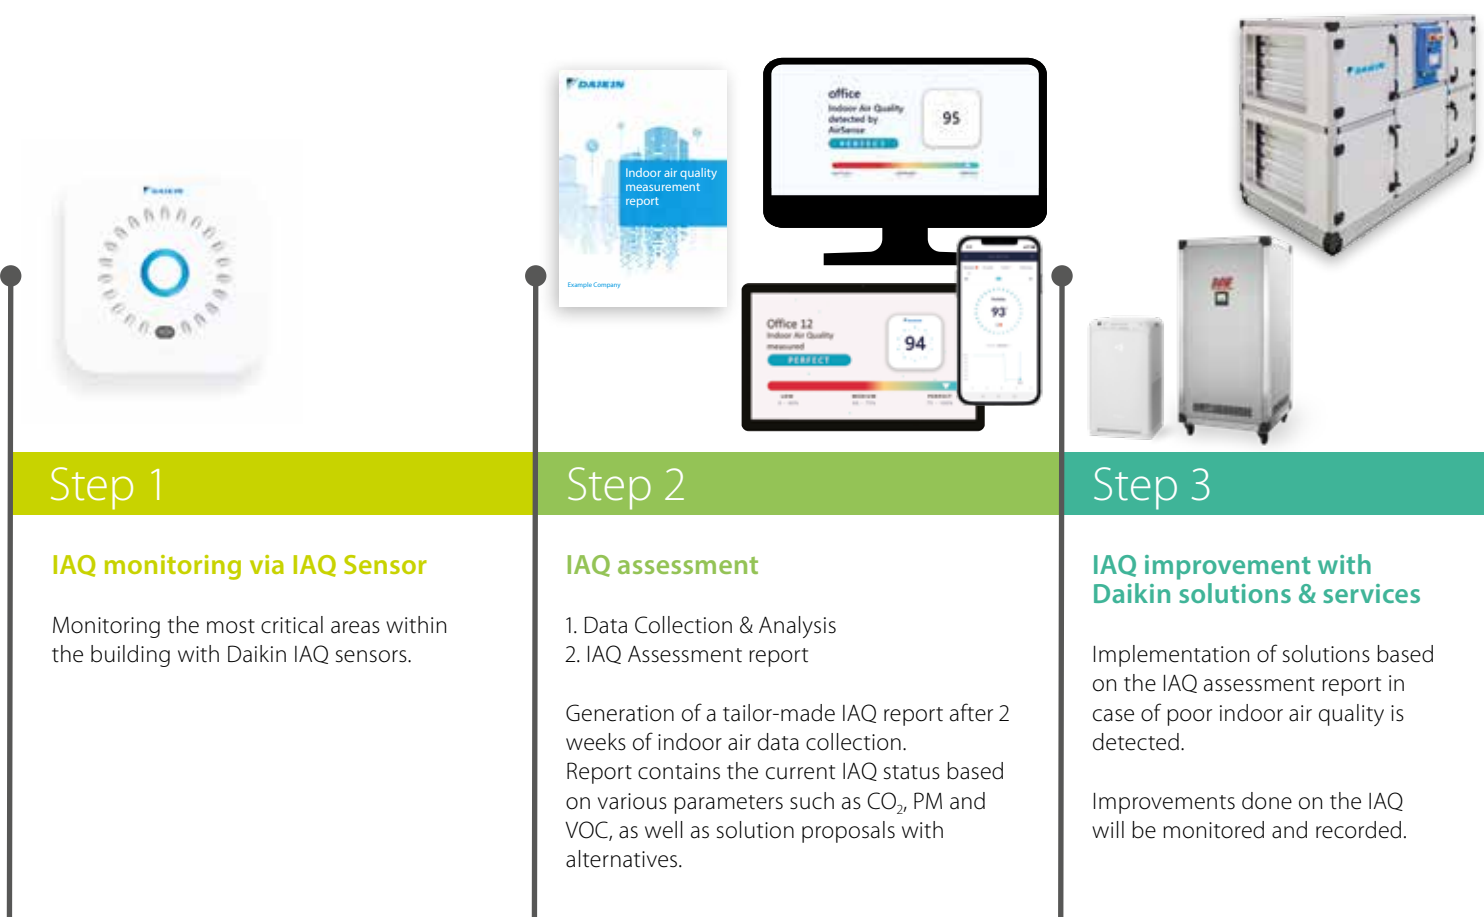 DAIKIN
DAIKIN
Indoor air quality
measurement
report
Example Company
office
Indoor Air Quality
detected by
AirSense
PERFECT
95
Office 12
Indoor Air Quality
measured
PERFECT
94
LOW
MEDIUM
PERFECT
93
DAIKIN
Step 1
IAQ monitoring via IAQ Sensor
Monitoring the most critical areas within
the building with Daikin IAQ sensors.
Step 2
IAQ assessment
1. Data Collection & Analysis
2. IAQ Assessment report
Generation of a tailor-made IAQ report after 2
weeks of indoor air data collection.
Report contains the current IAQ status based
on various parameters such as CO₂, PM and
VOC, as well as solution proposals with
alternatives.
Step 3
IAQ improvement with
Daikin solutions & services
Implementation of solutions based
on the IAQ assessment report in
case of poor indoor air quality is
detected.
Improvements done on the IAQ
will be monitored and recorded.